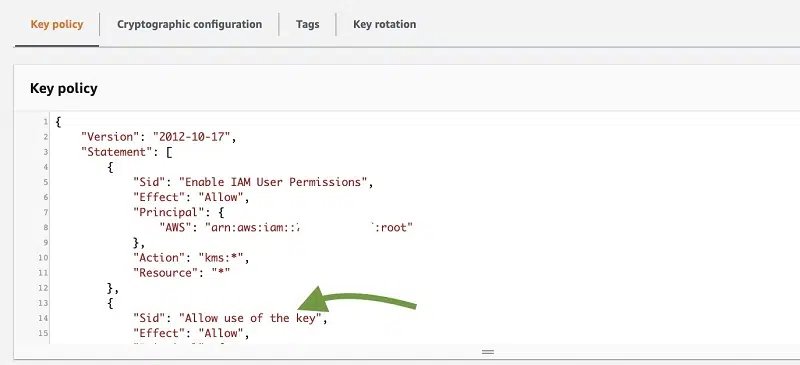 Key policy
Cryptographic configuration
Tags
Key rotation
Key policy
1 {
2 "Version": "2012-10-17",
3 "Statement": [
4 {
5 "Sid": "Enable IAM User Permissions",
6 "Effect": "Allow",
7 "Principal": {
8 "AWS": "arn:aws:iam:: :root"
9 },
10 "Action": "kms:*",
11 "Resource": "*"
12 },
13 {
14 "Sid": "Allow use of the key",
15 "Effect": "Allow",